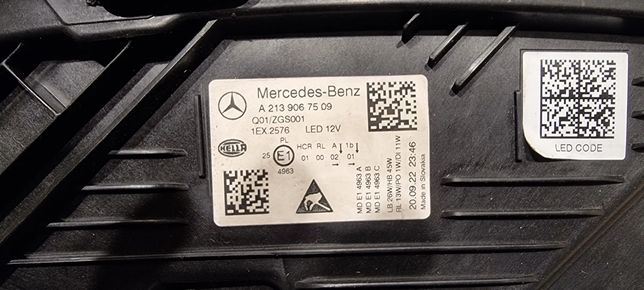 Mercedes-Benz
A 213 906 75 09
Q01/ZGS001
1EX.2576 LED 12V
PL
HELLA
25 E1 HCR RL A 1b
01 00 02 01
4963
MD E1 4963 A
MD E1 4963 B
MD E1 4963 C
LB 26W/HB 45W
RL 13W/PO 1W/DI 11W
20.09.22 23:46
Made in Slovakia
LED CODE